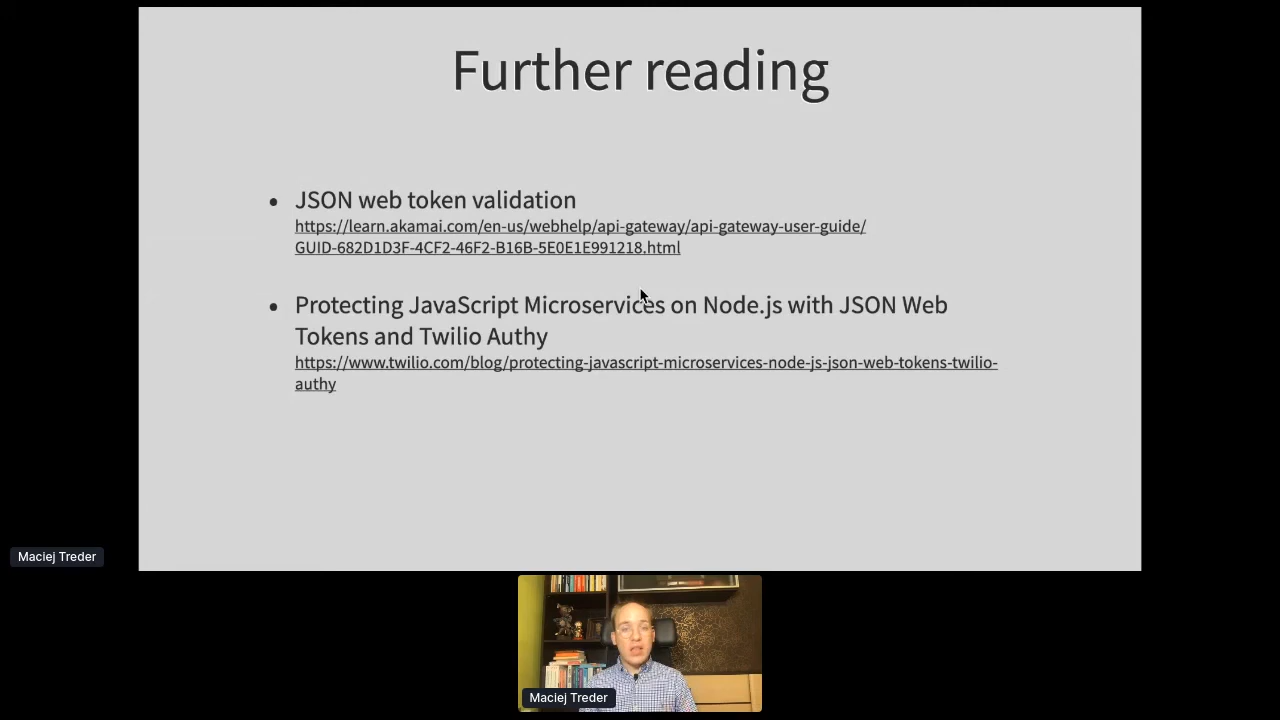 Further reading
JSON web token validation
https://learn.akamai.com/en-us/webhelp/api-gateway/api-gateway-user-guide/
GUID-682D1D3F-4CF2-46F2-B16B-5E0E1E991218.html
Protecting JavaScript Microservices on Node.js with JSON Web
Tokens and Twilio Authy
https://www.twilio.com/blog/protecting-javascript-microservices-node-js-json-web-tokens-twilio-
authy
Maciej Treder
Maciej Treder